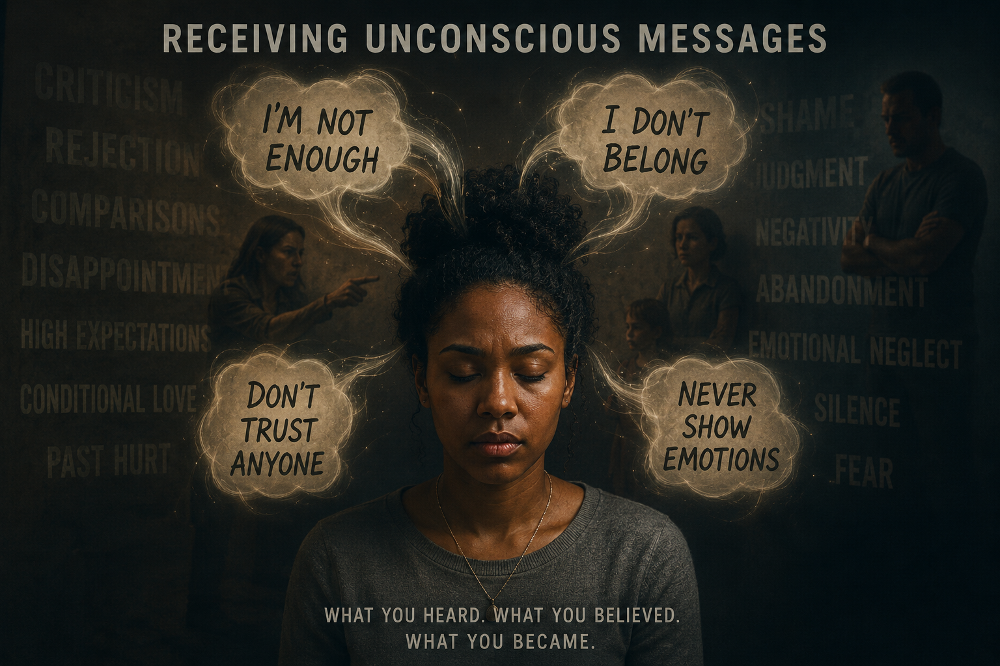 RECEIVING UNCONSCIOUS MESSAGES
CRITICISM
REJECTION
COMPARISONS
DISAPPOINTMENT
HIGH EXPECTATIONS
CONDITIONAL LOVE
PAST HURT
I'M NOT
ENOUGH
I DON'T
BELONG
DON'T
TRUST
ANYONE
NEVER
SHOW
EMOTIONS
SHAME
JUDGMENT
NEGATIVITY
ABANDONMENT
EMOTIONAL NEGLECT
SILENCE
FEAR
WHAT YOU HEARD. WHAT YOU BELIEVED.
WHAT YOU BECAME.